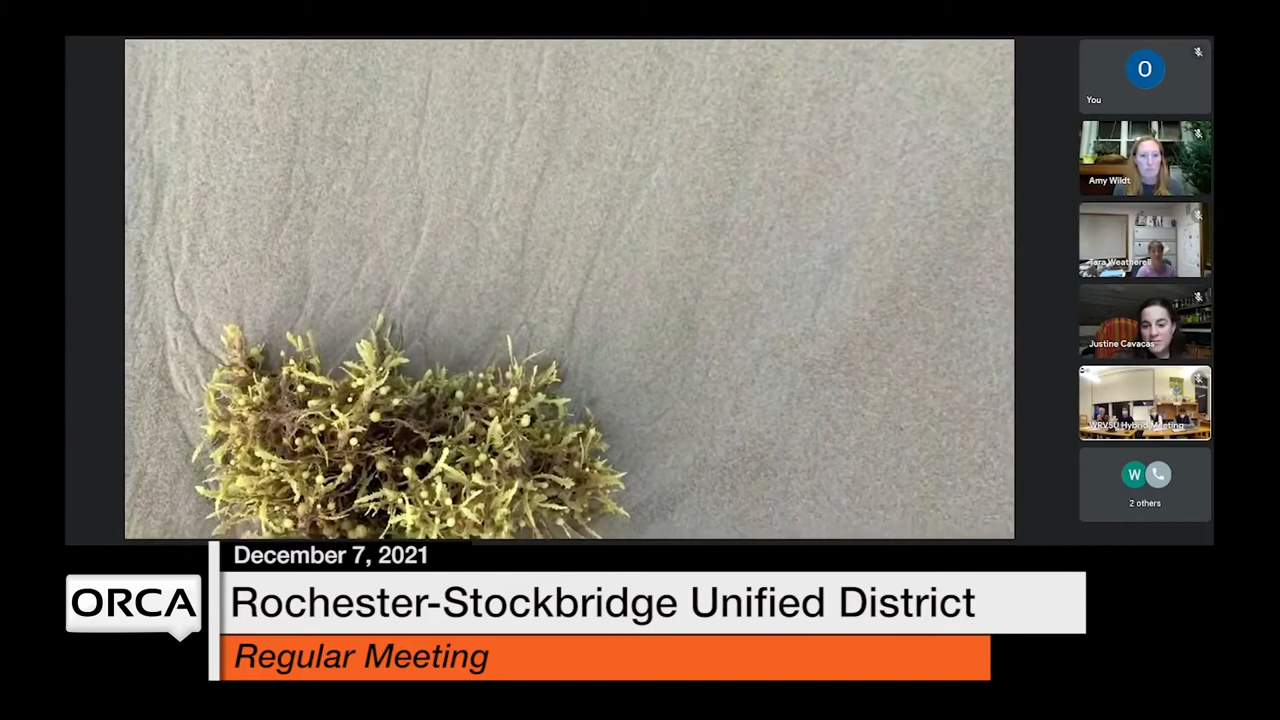 O
You
Amy Wildt
Tara Weatherell
Justine Cavacas
WRVSU Hybrid Meeting
W
2 others
December 7, 2021
ORCA
Rochester-Stockbridge Unified District
Regular Meeting